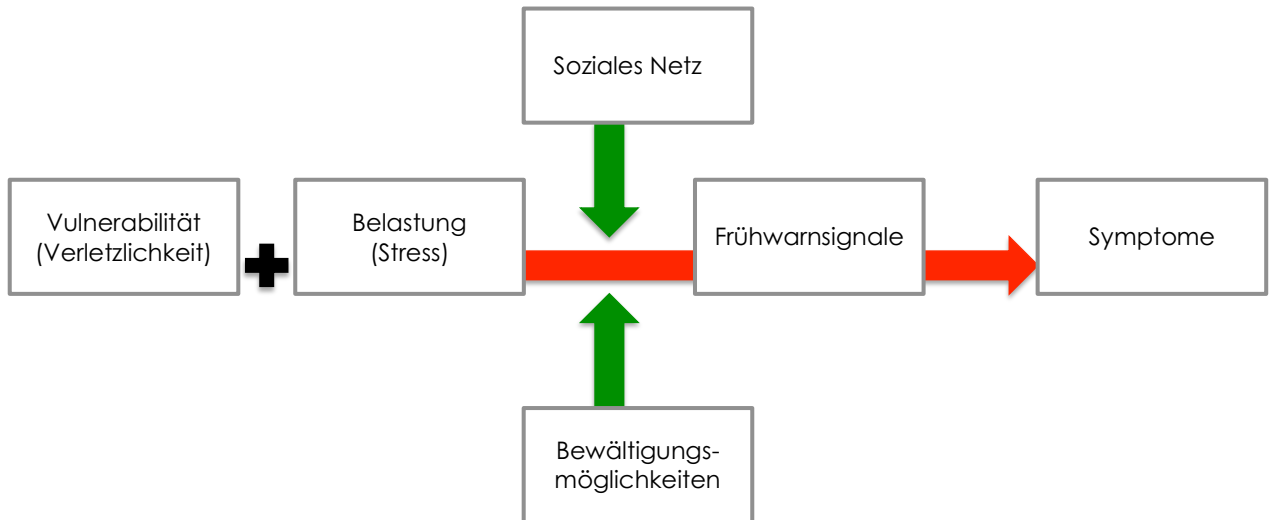 Soziales Netz
Vulnerabilität
(Verletzlichkeit)
Belastung
(Stress)
Frühwarnsignale
Symptome
Bewältigungs-
möglichkeiten